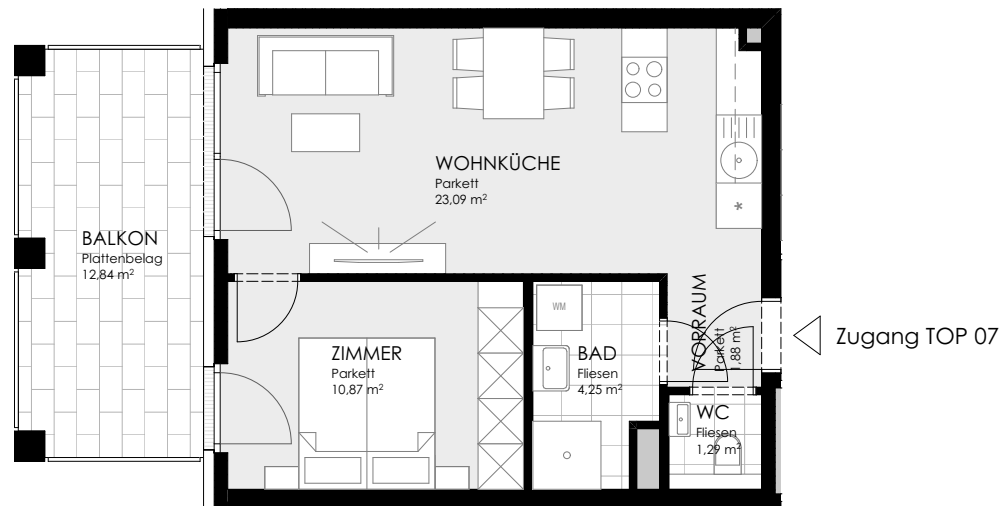 WOHNKÜCHE
Parkett
23,09 m²
BALKON
Plattenbelag
12,84 m²
VORRAUM
Parkett
1,88 m²
WM
Zugang TOP 07
ZIMMER
Parkett
10,87 m²
BAD
Fliesen
4,25 m²
WC
Fliesen
1,29 m²